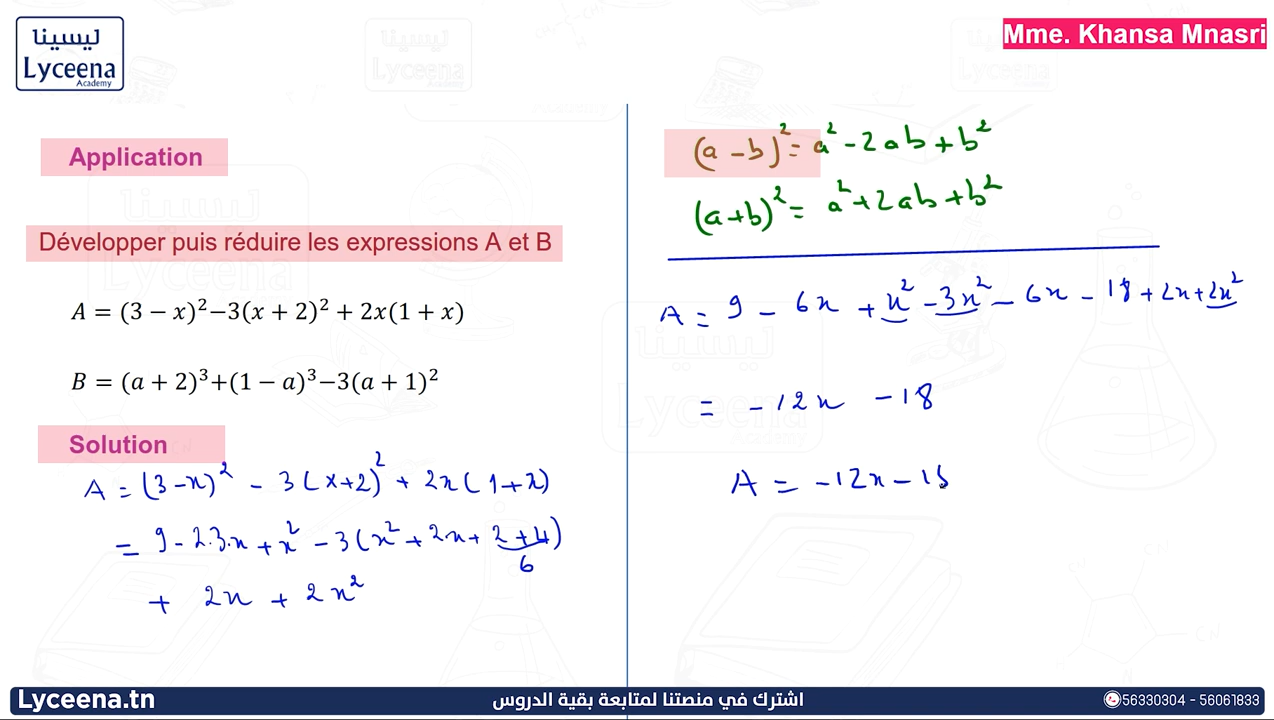 ليسينا
Lyceena
Academy
Mme. Khansa Mnasri
Application
Développer puis réduire les expressions A et B
A = (3 − x)²−3(x + 2)² + 2x(1 + x)
B = (a + 2)³+(1 − a)³−3(a + 1)²
Solution
A = (3-x)² - 3(x+2)² + 2x(1+x)
= 9 - 2.3.x + x² - 3(x² + 2x + 2+4)
6
+ 2x + 2x²
(a - b)² = a² - 2ab + b²
(a+b)² = a² + 2ab + b²
A = 9 - 6x + x² - 3x² - 6x - 18 + 2x + 2x²
= -12x - 18
A = -12x - 18
Lyceena.tn
اشترك في منصتنا لمتابعة بقية الدروس
56330304 - 56061833